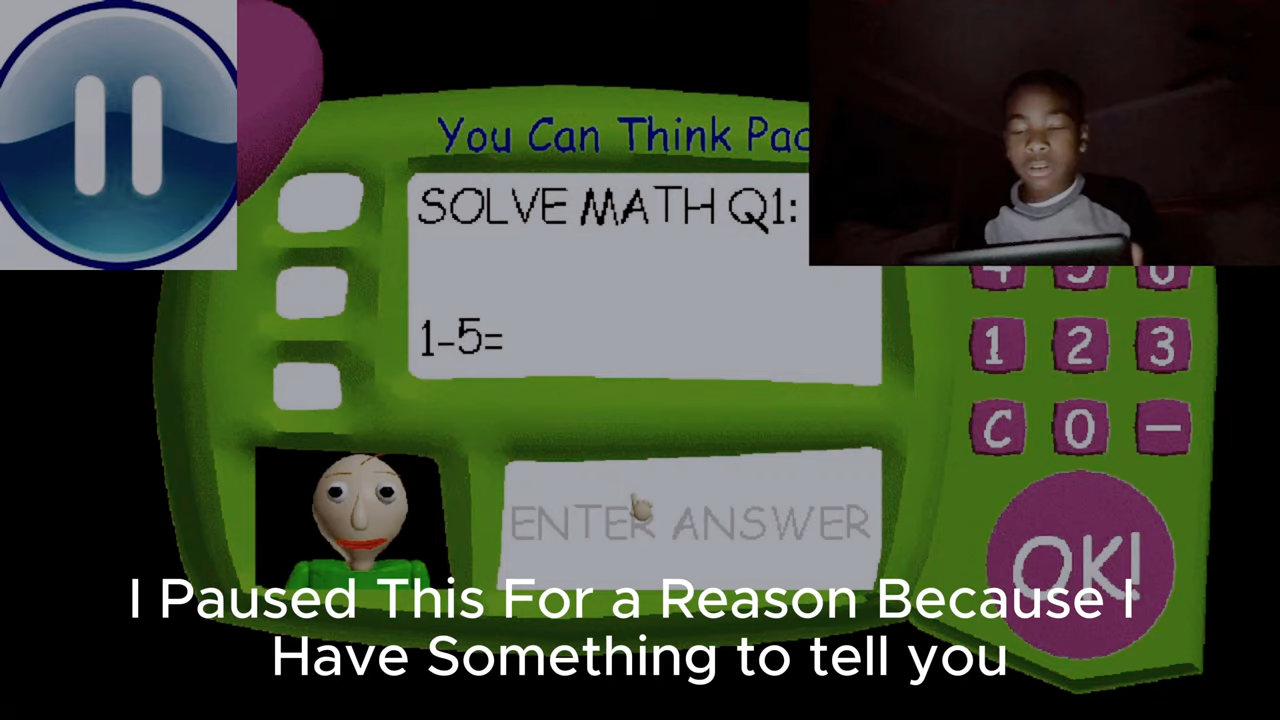 You Can Think Pad
SOLVE MATH Q1:
1-5=
4 5 6
1 2 3
C 0 —
ENTER ANSWER
OK!
I Paused This For a Reason Because I
Have Something to tell you